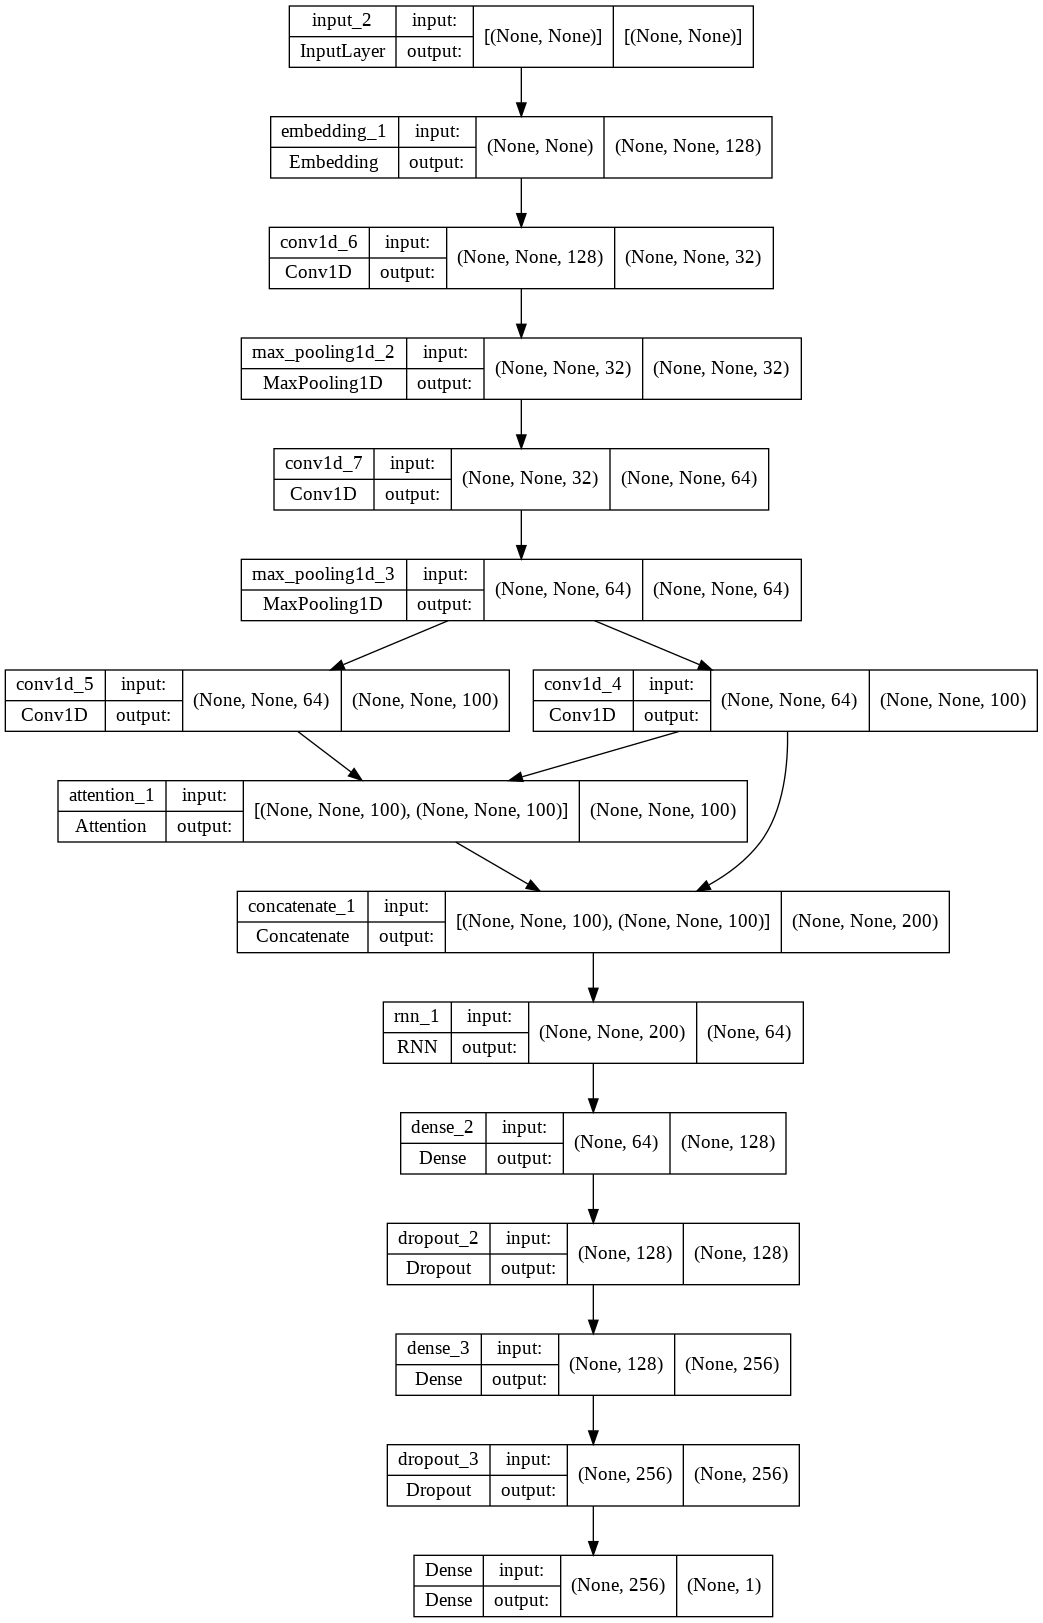 input_2 input: [(None, None)] [(None, None)]
InputLayer output:
embedding_1 input: (None, None) (None, None, 128)
Embedding output:
conv1d_6 input: (None, None, 128) (None, None, 32)
Conv1D output:
max_pooling1d_2 input: (None, None, 32) (None, None, 32)
MaxPooling1D output:
conv1d_7 input: (None, None, 32) (None, None, 64)
Conv1D output:
max_pooling1d_3 input: (None, None, 64) (None, None, 64)
MaxPooling1D output:
conv1d_5 input: (None, None, 64) (None, None, 100)
Conv1D output:
conv1d_4 input: (None, None, 64) (None, None, 100)
Conv1D output:
attention_1 input: [(None, None, 100), (None, None, 100)] (None, None, 100)
Attention output:
concatenate_1 input: [(None, None, 100), (None, None, 100)] (None, None, 200)
Concatenate output:
rnn_1 input: (None, None, 200) (None, 64)
RNN output:
dense_2 input: (None, 64) (None, 128)
Dense output:
dropout_2 input: (None, 128) (None, 128)
Dropout output:
dense_3 input: (None, 128) (None, 256)
Dense output:
dropout_3 input: (None, 256) (None, 256)
Dropout output:
Dense input: (None, 256) (None, 1)
Dense output: